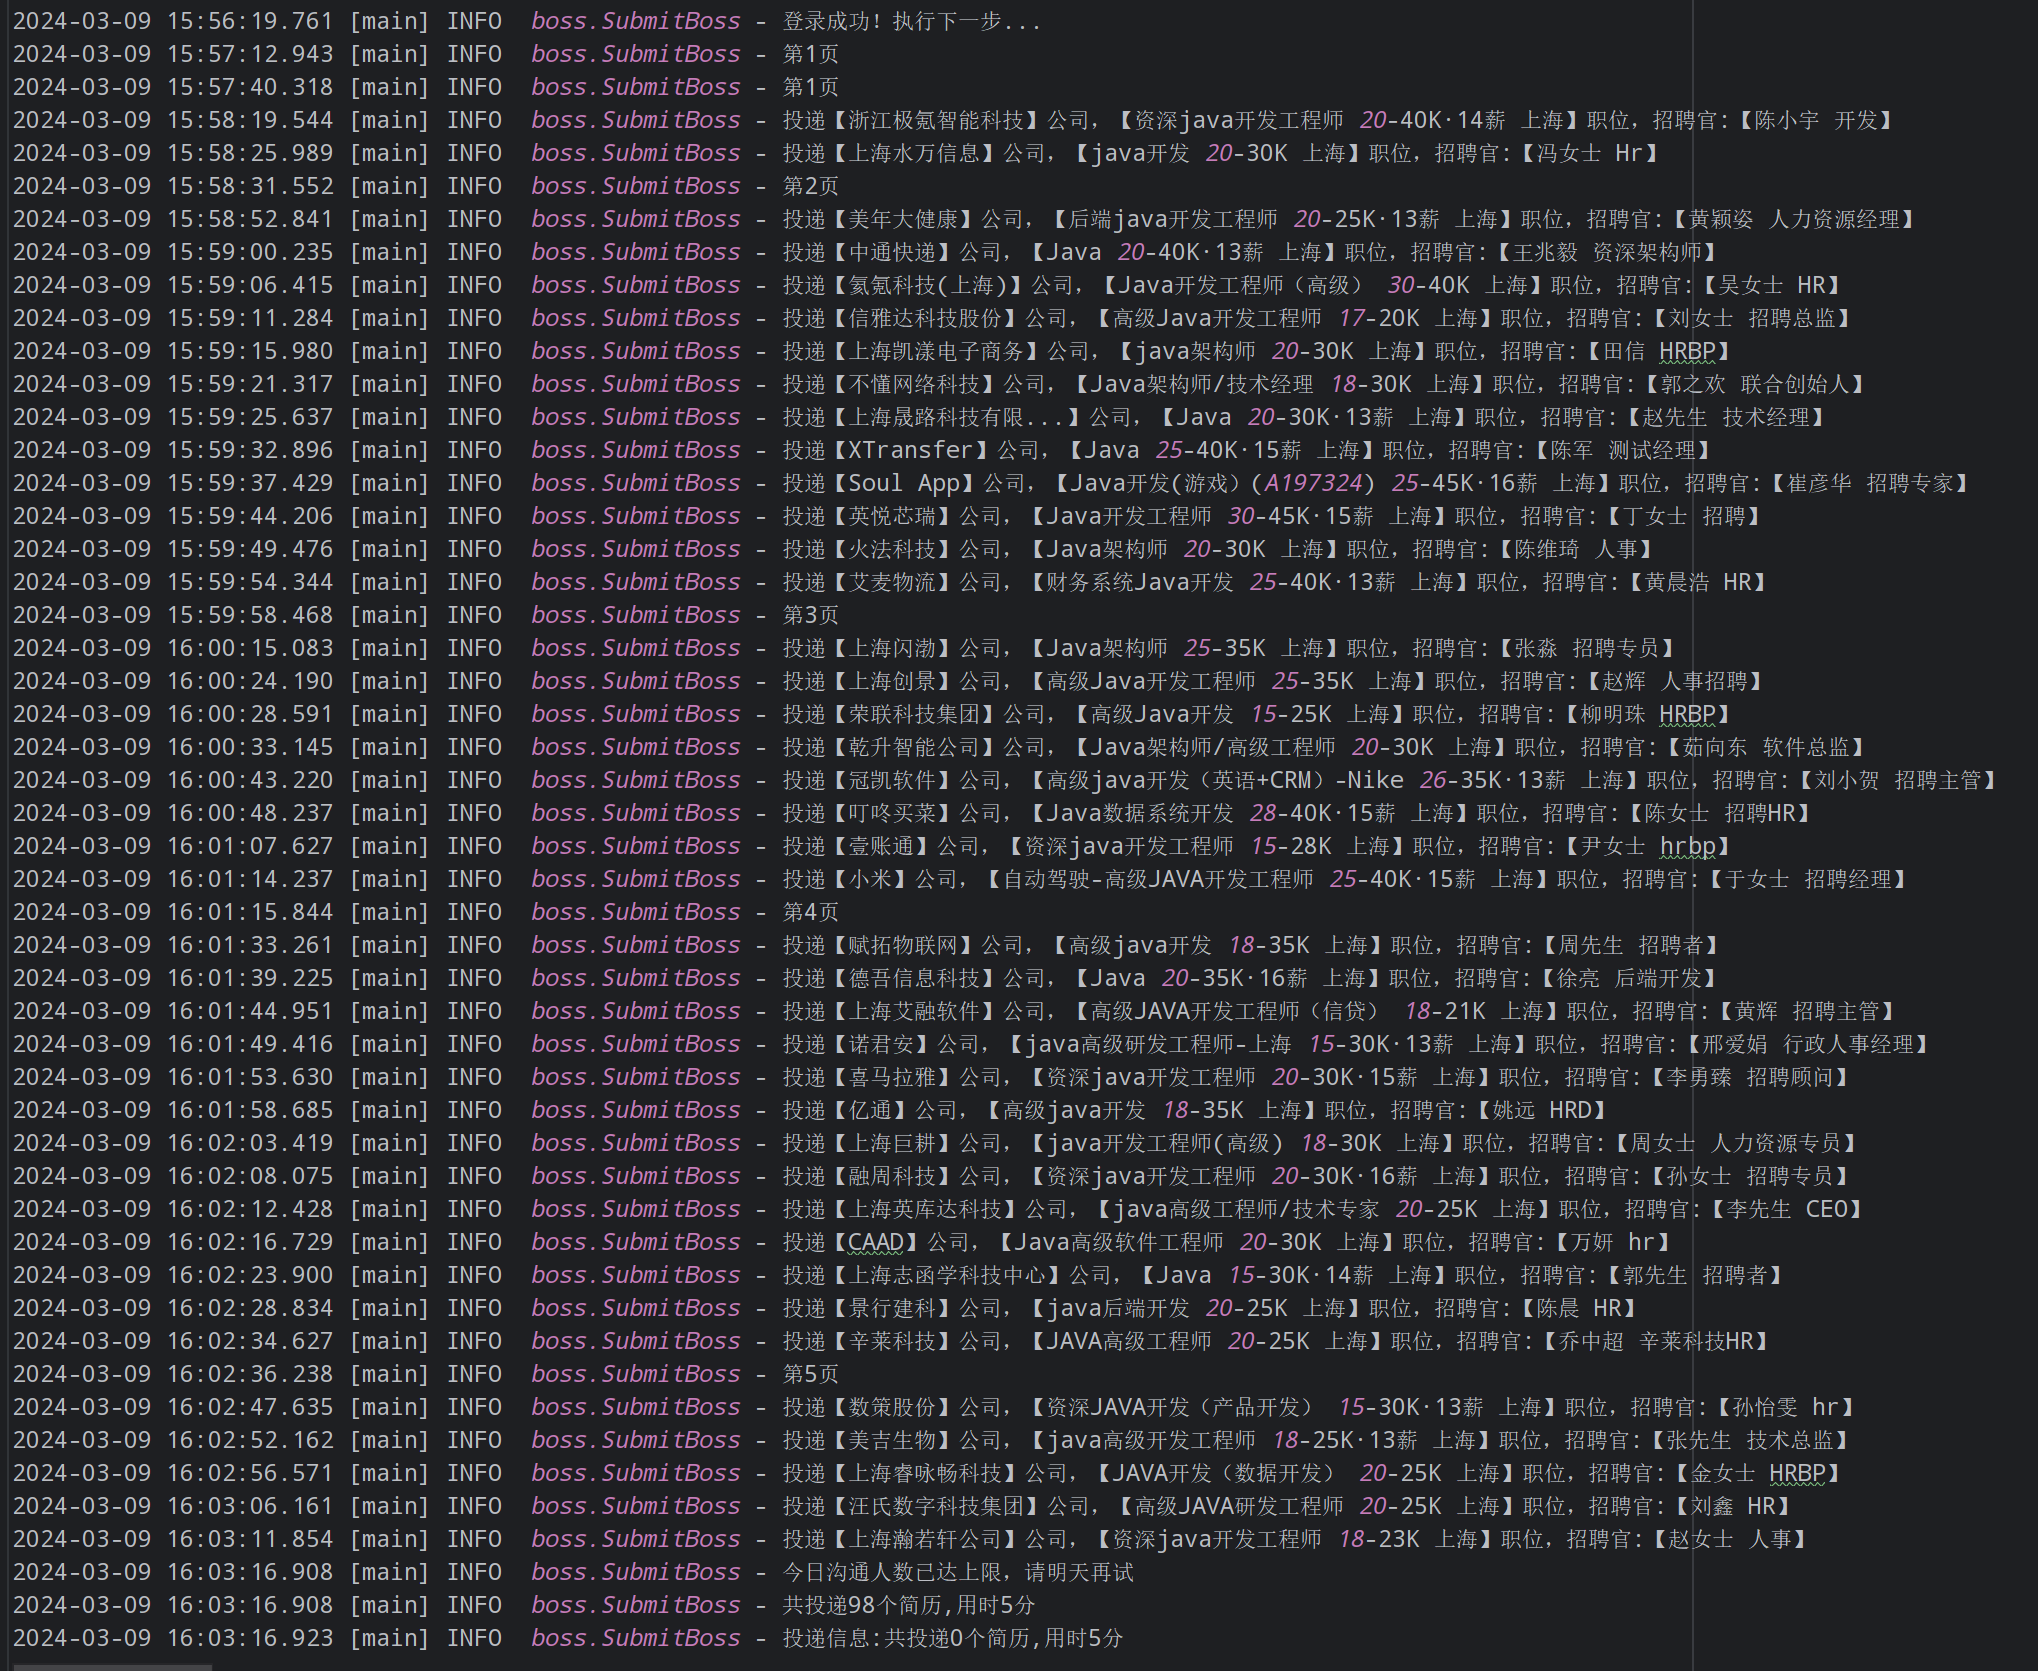 2024-03-09 15:56:19.761 [main] INFO  boss.SubmitBoss - 登录成功！执行下一步...
2024-03-09 15:57:12.943 [main] INFO  boss.SubmitBoss - 第1页
2024-03-09 15:57:40.318 [main] INFO  boss.SubmitBoss - 第1页
2024-03-09 15:58:19.544 [main] INFO  boss.SubmitBoss - 投递【浙江极氪智能科技】公司，【资深java开发工程师 20-40K·14薪 上海】职位，招聘官:【陈小宇 开发】
2024-03-09 15:58:25.989 [main] INFO  boss.SubmitBoss - 投递【上海水万信息】公司，【java开发 20-30K 上海】职位，招聘官:【冯女士 Hr】
2024-03-09 15:58:31.552 [main] INFO  boss.SubmitBoss - 第2页
2024-03-09 15:58:52.841 [main] INFO  boss.SubmitBoss - 投递【美年大健康】公司，【后端java开发工程师 20-25K·13薪 上海】职位，招聘官:【黄颖姿 人力资源经理】
2024-03-09 15:59:00.235 [main] INFO  boss.SubmitBoss - 投递【中通快递】公司，【Java 20-40K·13薪 上海】职位，招聘官:【王兆毅 资深架构师】
2024-03-09 15:59:06.415 [main] INFO  boss.SubmitBoss - 投递【氦氪科技(上海)】公司，【Java开发工程师（高级） 30-40K 上海】职位，招聘官:【吴女士 HR】
2024-03-09 15:59:11.284 [main] INFO  boss.SubmitBoss - 投递【信雅达科技股份】公司，【高级Java开发工程师 17-20K 上海】职位，招聘官:【刘女士 招聘总监】
2024-03-09 15:59:15.980 [main] INFO  boss.SubmitBoss - 投递【上海凯漾电子商务】公司，【java架构师 20-30K 上海】职位，招聘官:【田信 HRBP】
2024-03-09 15:59:21.317 [main] INFO  boss.SubmitBoss - 投递【不懂网络科技】公司，【Java架构师/技术经理 18-30K 上海】职位，招聘官:【郭之欢 联合创始人】
2024-03-09 15:59:25.637 [main] INFO  boss.SubmitBoss - 投递【上海晟路科技有限...】公司，【Java 20-30K·13薪 上海】职位，招聘官:【赵先生 技术经理】
2024-03-09 15:59:32.896 [main] INFO  boss.SubmitBoss - 投递【XTransfer】公司，【Java 25-40K·15薪 上海】职位，招聘官:【陈军 测试经理】
2024-03-09 15:59:37.429 [main] INFO  boss.SubmitBoss - 投递【Soul App】公司，【Java开发(游戏）(A197324) 25-45K·16薪 上海】职位，招聘官:【崔彦华 招聘专家】
2024-03-09 15:59:44.206 [main] INFO  boss.SubmitBoss - 投递【英悦芯瑞】公司，【Java开发工程师 30-45K·15薪 上海】职位，招聘官:【丁女士 招聘】
2024-03-09 15:59:49.476 [main] INFO  boss.SubmitBoss - 投递【火法科技】公司，【Java架构师 20-30K 上海】职位，招聘官:【陈维琦 人事】
2024-03-09 15:59:54.344 [main] INFO  boss.SubmitBoss - 投递【艾麦物流】公司，【财务系统Java开发 25-40K·13薪 上海】职位，招聘官:【黄晨浩 HR】
2024-03-09 15:59:58.468 [main] INFO  boss.SubmitBoss - 第3页
2024-03-09 16:00:15.083 [main] INFO  boss.SubmitBoss - 投递【上海闪渤】公司，【Java架构师 25-35K 上海】职位，招聘官:【张淼 招聘专员】
2024-03-09 16:00:24.190 [main] INFO  boss.SubmitBoss - 投递【上海创景】公司，【高级Java开发工程师 25-35K 上海】职位，招聘官:【赵辉 人事招聘】
2024-03-09 16:00:28.591 [main] INFO  boss.SubmitBoss - 投递【荣联科技集团】公司，【高级Java开发 15-25K 上海】职位，招聘官:【柳明珠 HRBP】
2024-03-09 16:00:33.145 [main] INFO  boss.SubmitBoss - 投递【乾升智能公司】公司，【Java架构师/高级工程师 20-30K 上海】职位，招聘官:【茹向东 软件总监】
2024-03-09 16:00:43.220 [main] INFO  boss.SubmitBoss - 投递【冠凯软件】公司，【高级java开发（英语+CRM）-Nike 26-35K·13薪 上海】职位，招聘官:【刘小贺 招聘主管】
2024-03-09 16:00:48.237 [main] INFO  boss.SubmitBoss - 投递【叮咚买菜】公司，【Java数据系统开发 28-40K·15薪 上海】职位，招聘官:【陈女士 招聘HR】
2024-03-09 16:01:07.627 [main] INFO  boss.SubmitBoss - 投递【壹账通】公司，【资深java开发工程师 15-28K 上海】职位，招聘官:【尹女士 hrbp】
2024-03-09 16:01:14.237 [main] INFO  boss.SubmitBoss - 投递【小米】公司，【自动驾驶-高级JAVA开发工程师 25-40K·15薪 上海】职位，招聘官:【于女士 招聘经理】
2024-03-09 16:01:15.844 [main] INFO  boss.SubmitBoss - 第4页
2024-03-09 16:01:33.261 [main] INFO  boss.SubmitBoss - 投递【赋拓物联网】公司，【高级java开发 18-35K 上海】职位，招聘官:【周先生 招聘者】
2024-03-09 16:01:39.225 [main] INFO  boss.SubmitBoss - 投递【德吾信息科技】公司，【Java 20-35K·16薪 上海】职位，招聘官:【徐亮 后端开发】
2024-03-09 16:01:44.951 [main] INFO  boss.SubmitBoss - 投递【上海艾融软件】公司，【高级JAVA开发工程师（信贷） 18-21K 上海】职位，招聘官:【黄辉 招聘主管】
2024-03-09 16:01:49.416 [main] INFO  boss.SubmitBoss - 投递【诺君安】公司，【java高级研发工程师-上海 15-30K·13薪 上海】职位，招聘官:【邢爱娟 行政人事经理】
2024-03-09 16:01:53.630 [main] INFO  boss.SubmitBoss - 投递【喜马拉雅】公司，【资深java开发工程师 20-30K·15薪 上海】职位，招聘官:【李勇臻 招聘顾问】
2024-03-09 16:01:58.685 [main] INFO  boss.SubmitBoss - 投递【亿通】公司，【高级java开发 18-35K 上海】职位，招聘官:【姚远 HRD】
2024-03-09 16:02:03.419 [main] INFO  boss.SubmitBoss - 投递【上海巨耕】公司，【java开发工程师(高级) 18-30K 上海】职位，招聘官:【周女士 人力资源专员】
2024-03-09 16:02:08.075 [main] INFO  boss.SubmitBoss - 投递【融周科技】公司，【资深java开发工程师 20-30K·16薪 上海】职位，招聘官:【孙女士 招聘专员】
2024-03-09 16:02:12.428 [main] INFO  boss.SubmitBoss - 投递【上海英库达科技】公司，【java高级工程师/技术专家 20-25K 上海】职位，招聘官:【李先生 CEO】
2024-03-09 16:02:16.729 [main] INFO  boss.SubmitBoss - 投递【CAAD】公司，【Java高级软件工程师 20-30K 上海】职位，招聘官:【万妍 hr】
2024-03-09 16:02:23.900 [main] INFO  boss.SubmitBoss - 投递【上海志函学科技中心】公司，【Java 15-30K·14薪 上海】职位，招聘官:【郭先生 招聘者】
2024-03-09 16:02:28.834 [main] INFO  boss.SubmitBoss - 投递【景行建科】公司，【java后端开发 20-25K 上海】职位，招聘官:【陈晨 HR】
2024-03-09 16:02:34.627 [main] INFO  boss.SubmitBoss - 投递【辛莱科技】公司，【JAVA高级工程师 20-25K 上海】职位，招聘官:【乔中超 辛莱科技HR】
2024-03-09 16:02:36.238 [main] INFO  boss.SubmitBoss - 第5页
2024-03-09 16:02:47.635 [main] INFO  boss.SubmitBoss - 投递【数策股份】公司，【资深JAVA开发（产品开发） 15-30K·13薪 上海】职位，招聘官:【孙怡雯 hr】
2024-03-09 16:02:52.162 [main] INFO  boss.SubmitBoss - 投递【美吉生物】公司，【java高级开发工程师 18-25K·13薪 上海】职位，招聘官:【张先生 技术总监】
2024-03-09 16:02:56.571 [main] INFO  boss.SubmitBoss - 投递【上海睿咏畅科技】公司，【JAVA开发（数据开发） 20-25K 上海】职位，招聘官:【金女士 HRBP】
2024-03-09 16:03:06.161 [main] INFO  boss.SubmitBoss - 投递【汪氏数字科技集团】公司，【高级JAVA研发工程师 20-25K 上海】职位，招聘官:【刘鑫 HR】
2024-03-09 16:03:11.854 [main] INFO  boss.SubmitBoss - 投递【上海瀚若轩公司】公司，【资深java开发工程师 18-23K 上海】职位，招聘官:【赵女士 人事】
2024-03-09 16:03:16.908 [main] INFO  boss.SubmitBoss - 今日沟通人数已达上限，请明天再试
2024-03-09 16:03:16.908 [main] INFO  boss.SubmitBoss - 共投递98个简历,用时5分
2024-03-09 16:03:16.923 [main] INFO  boss.SubmitBoss - 投递信息:共投递0个简历,用时5分